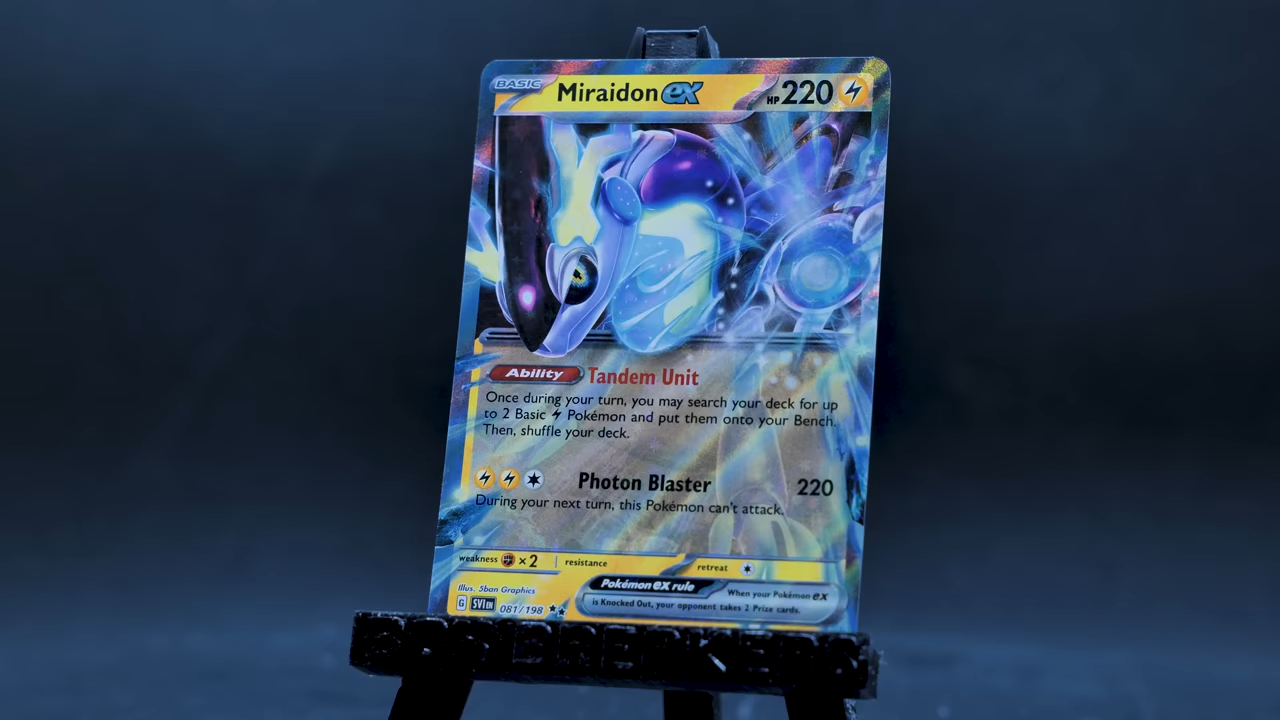 BASIC Miraidon ex HP 220
Ability Tandem Unit
Once during your turn, you may search your deck for up
to 2 Basic Pokémon and put them onto your Bench.
Then, shuffle your deck.
Photon Blaster 220
During your next turn, this Pokémon can't attack.
weakness ×2 resistance retreat
Illus. 5ban Graphics
Pokémon ex rule When your Pokémon ex
is Knocked Out, your opponent takes 2 Prize cards.
G SVI EN 081/198